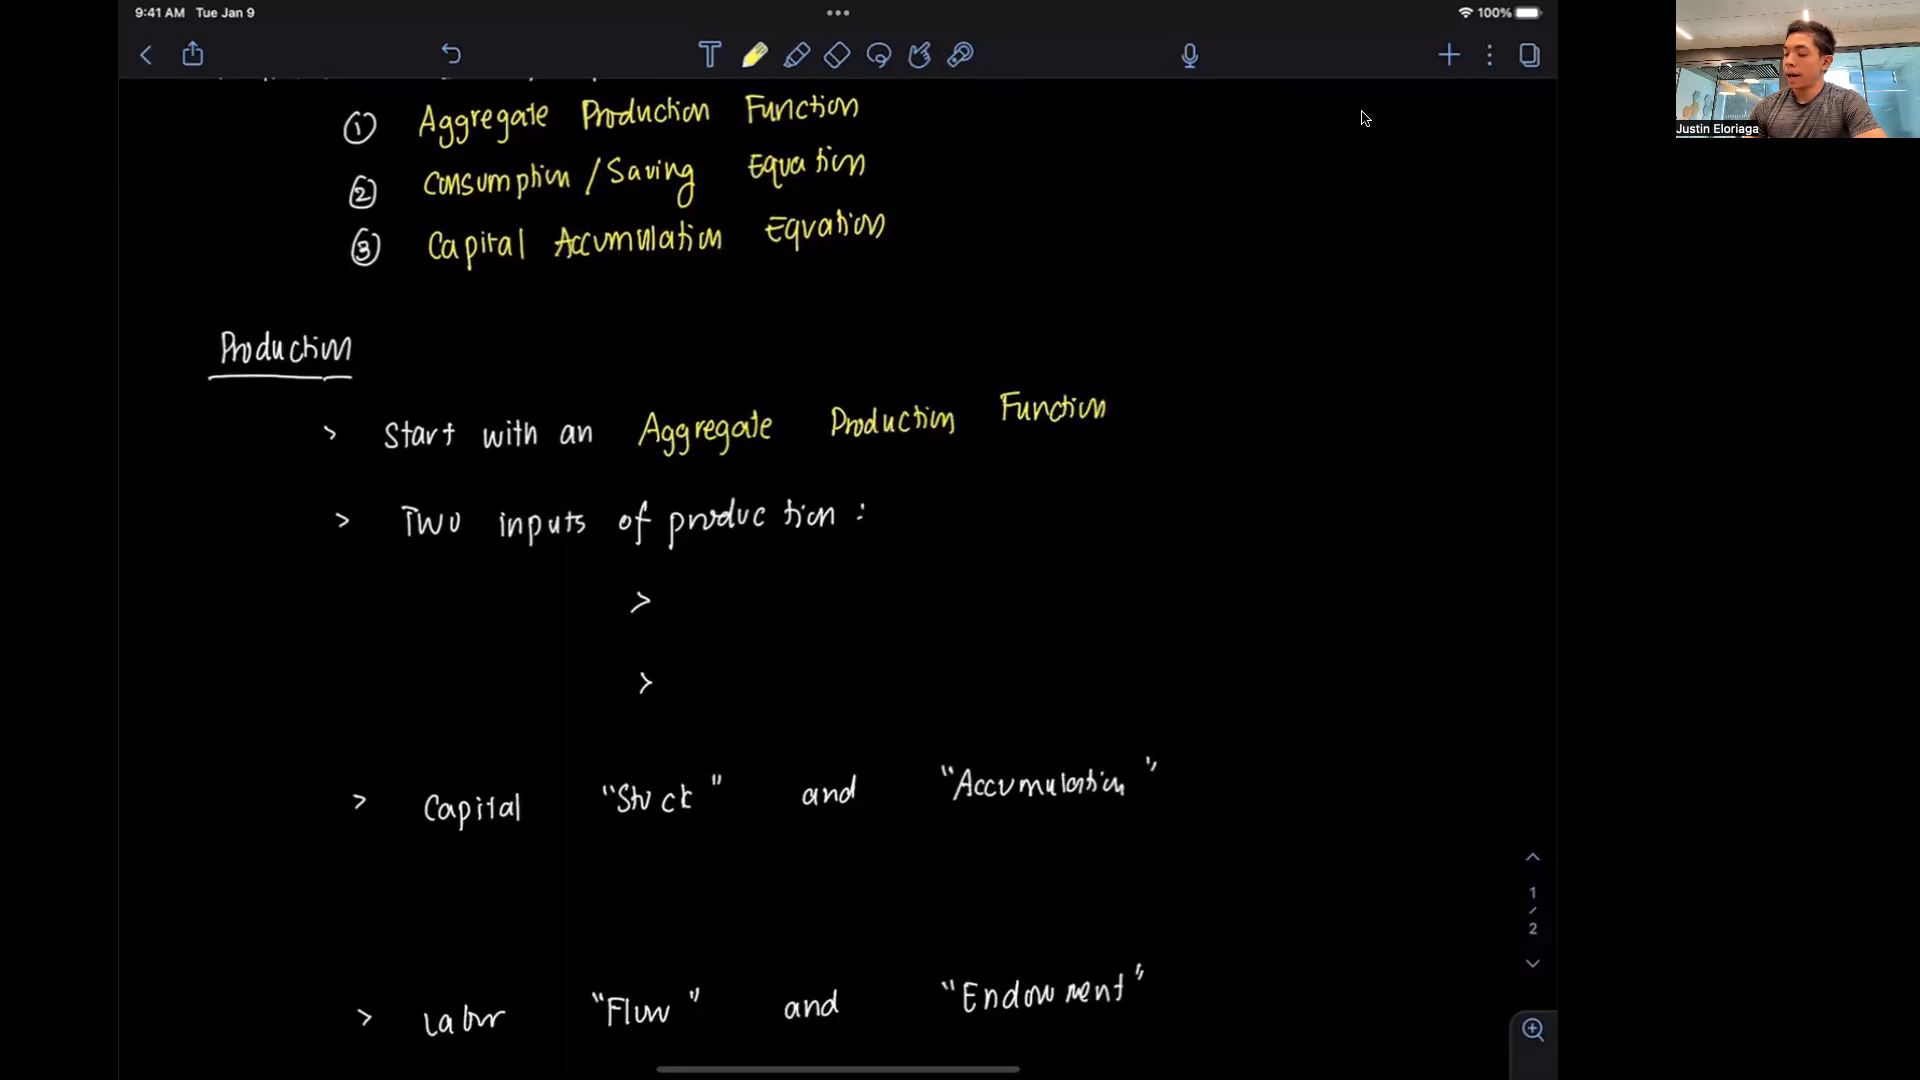 9:41 AM Tue Jan 9
100%
Justin Eloriaga
① Aggregate Production Function
② Consumption / Saving Equation
③ Capital Accumulation Equation
Production
> Start with an Aggregate Production Function
> Two inputs of production :
>
>
> Capital "Stock" and "Accumulation"
> Labor "Flow" and "Endowment"
1
/
2